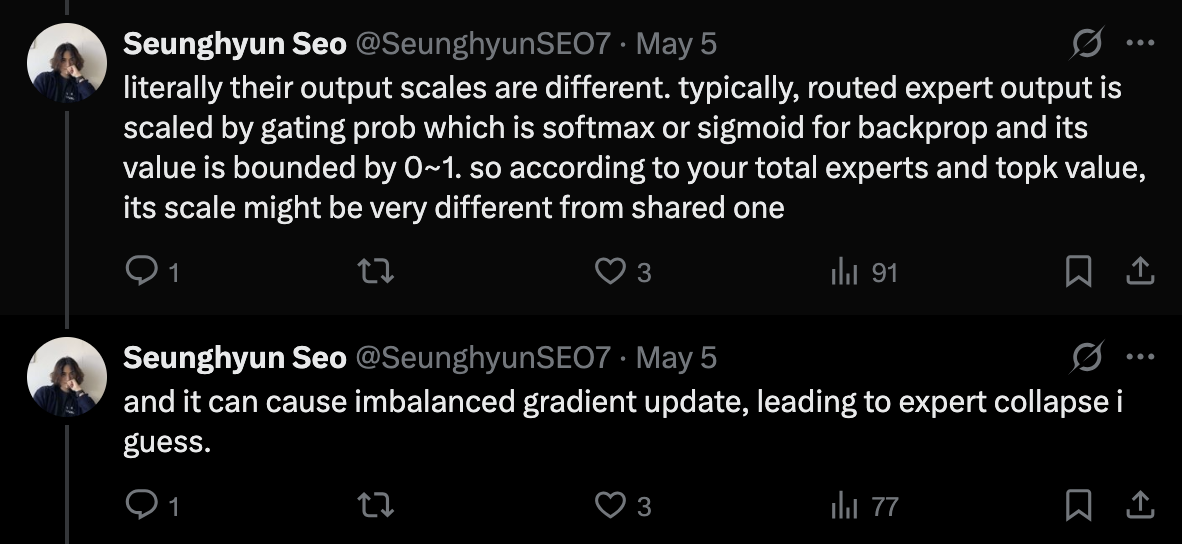 Seunghyun Seo @SeunghyunSEO7 · May 5
literally their output scales are different. typically, routed expert output is
scaled by gating prob which is softmax or sigmoid for backprop and its
value is bounded by 0~1. so according to your total experts and topk value,
its scale might be very different from shared one
1 3 91
Seunghyun Seo @SeunghyunSEO7 · May 5
and it can cause imbalanced gradient update, leading to expert collapse i
guess.
1 3 77